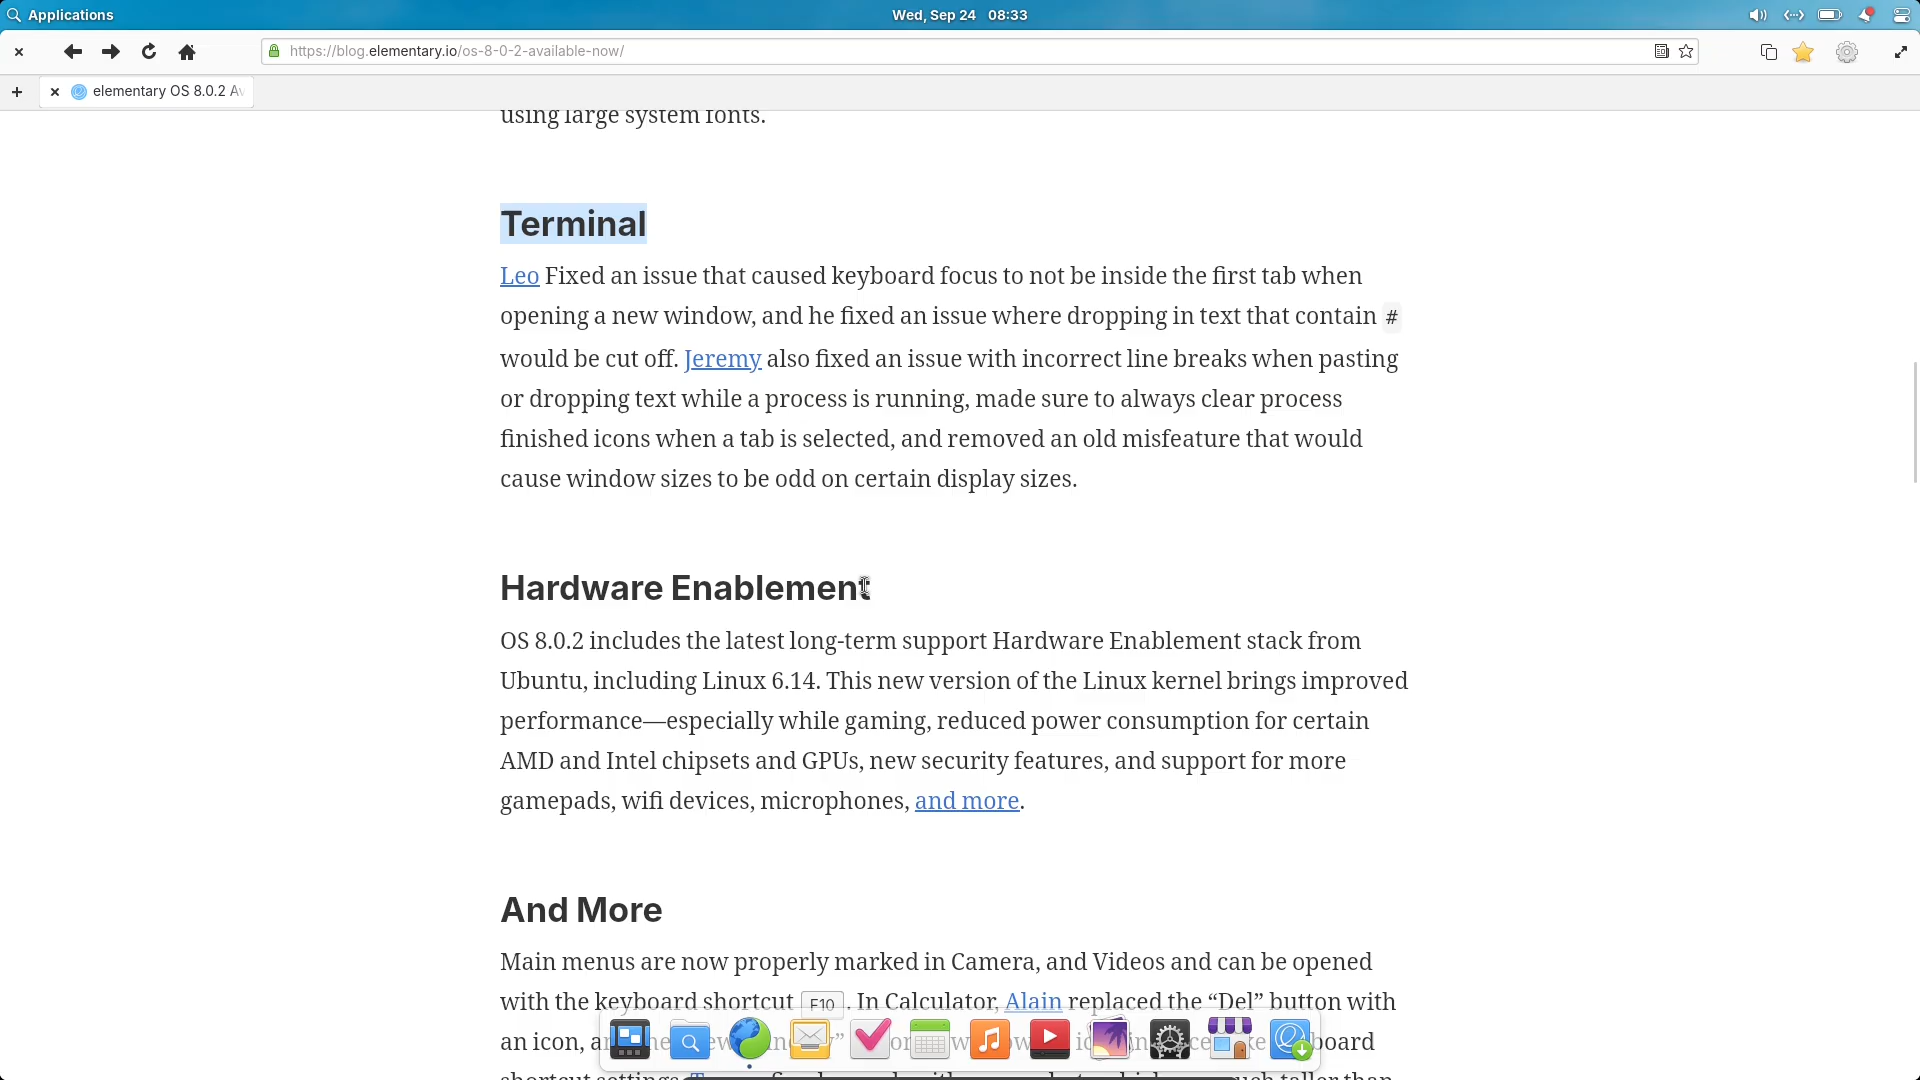 Applications
Wed, Sep 24 08:33
https://blog.elementary.io/os-8-0-2-available-now/
elementary OS 8.0.2 Av
using large system fonts.
Terminal
Leo Fixed an issue that caused keyboard focus to not be inside the first tab when
opening a new window, and he fixed an issue where dropping in text that contain #
would be cut off. Jeremy also fixed an issue with incorrect line breaks when pasting
or dropping text while a process is running, made sure to always clear process
finished icons when a tab is selected, and removed an old misfeature that would
cause window sizes to be odd on certain display sizes.
Hardware Enablement
OS 8.0.2 includes the latest long-term support Hardware Enablement stack from
Ubuntu, including Linux 6.14. This new version of the Linux kernel brings improved
performance—especially while gaming, reduced power consumption for certain
AMD and Intel chipsets and GPUs, new security features, and support for more
gamepads, wifi devices, microphones, and more.
And More
Main menus are now properly marked in Camera, and Videos and can be opened
with the keyboard shortcut F10 . In Calculator, Alain replaced the “Del” button with
an icon,